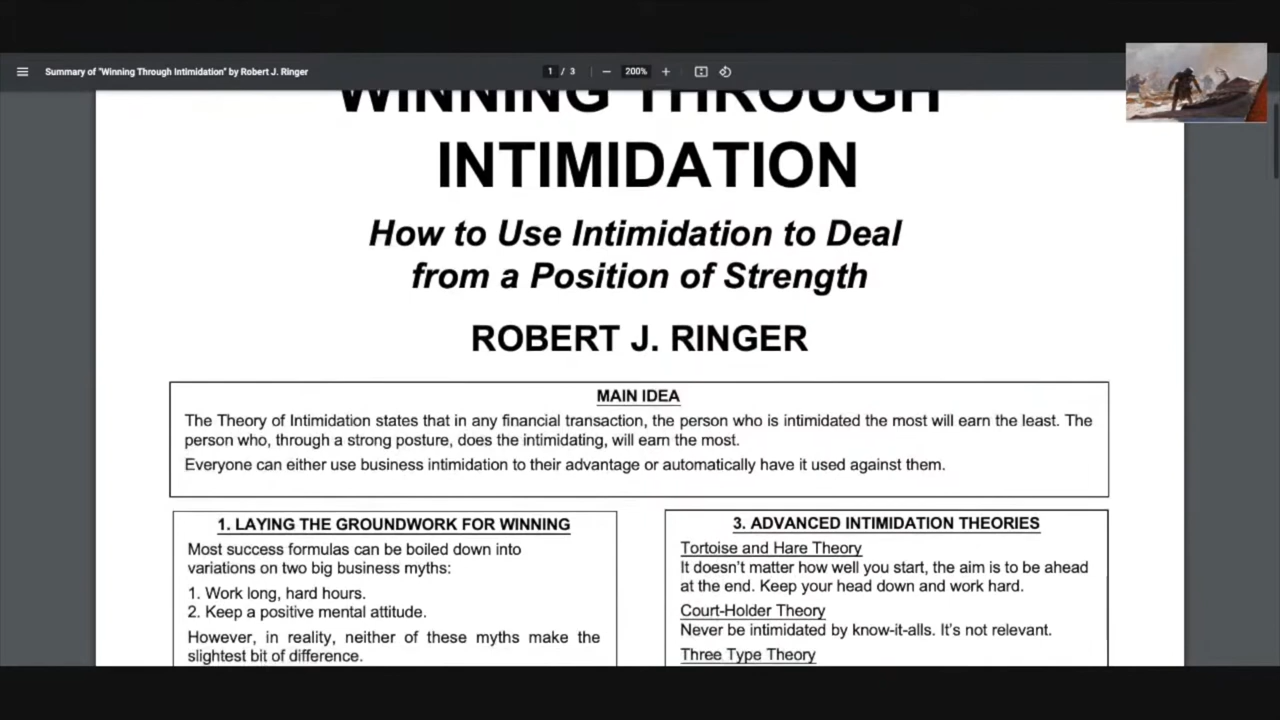 Summary of "Winning Through Intimidation" by Robert J. Ringer
1 / 3
200%
WINNING THROUGH
INTIMIDATION
How to Use Intimidation to Deal
from a Position of Strength
ROBERT J. RINGER
MAIN IDEA
The Theory of Intimidation states that in any financial transaction, the person who is intimidated the most will earn the least. The
person who, through a strong posture, does the intimidating, will earn the most.
Everyone can either use business intimidation to their advantage or automatically have it used against them.
1. LAYING THE GROUNDWORK FOR WINNING
Most success formulas can be boiled down into
variations on two big business myths:
1. Work long, hard hours.
2. Keep a positive mental attitude.
However, in reality, neither of these myths make the
slightest bit of difference.
3. ADVANCED INTIMIDATION THEORIES
Tortoise and Hare Theory
It doesn't matter how well you start, the aim is to be ahead
at the end. Keep your head down and work hard.
Court-Holder Theory
Never be intimidated by know-it-alls. It's not relevant.
Three Type Theory